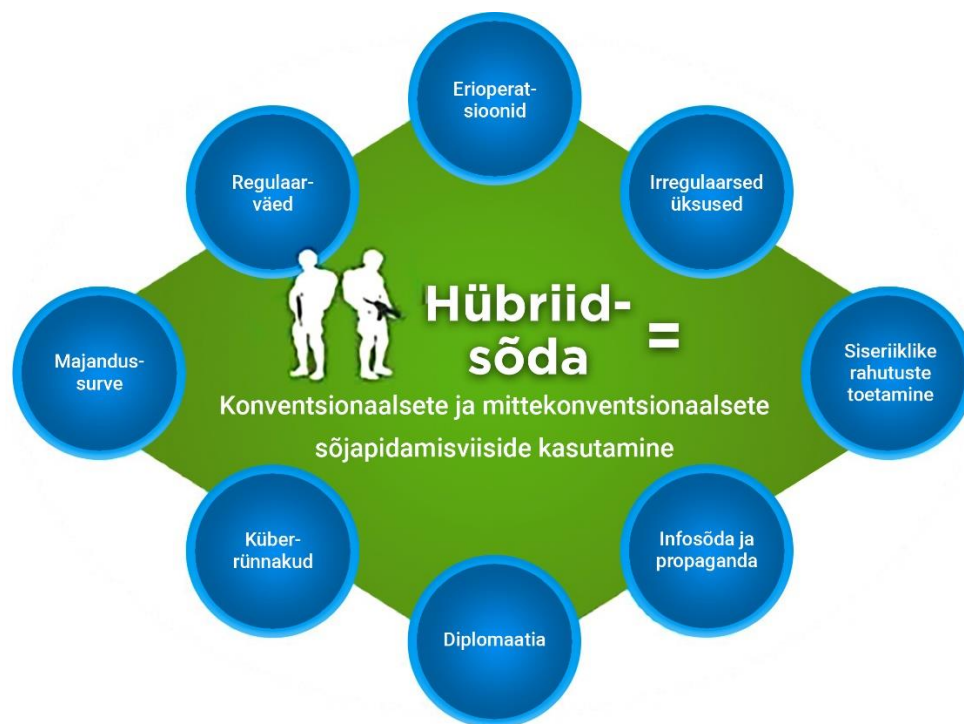 Erioperat-
sioonid
Regulaar-
väed
Irregulaarsed
üksused
Hübriid-
sõda =
Majandus-
surve
Siseriiklike
rahutuste
toetamine
Konventsionaalsete ja mittekonventsionaalsete
sõjapidamisviiside kasutamine
Küber-
rünnakud
Infosõda ja
propaganda
Diplomaatia